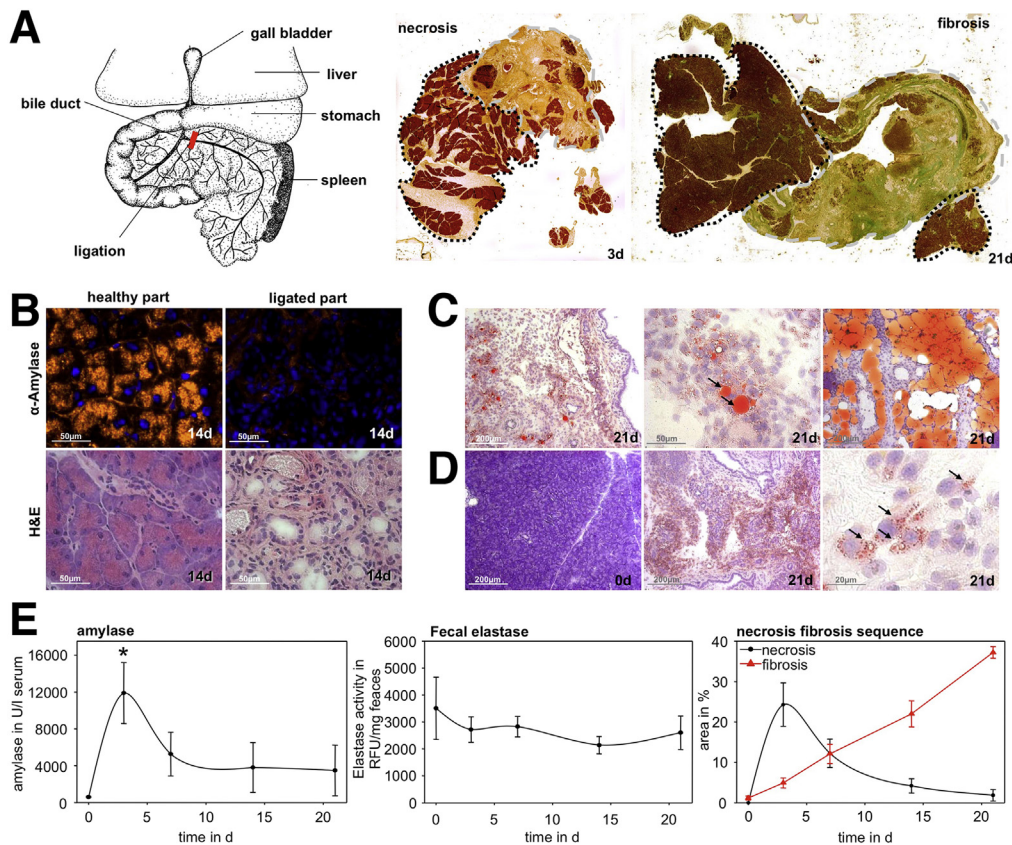 A
gall bladder
liver
bile duct
stomach
spleen
ligation
necrosis
3d
fibrosis
21d
B
healthy part
ligated part
α-Amylase
50µm
14d
50µm
14d
H&E
50µm
14d
50µm
14d
C
200µm
21d
50µm
21d
21d
D
200µm
0d
200µm
21d
20µm
21d
E
amylase
amylase in U/l serum
16000
12000
8000
4000
0
*
0
5
10
15
20
time in d
Fecal elastase
Elastase activity in
RFU/mg feaces
6000
5000
4000
3000
2000
1000
0
0
5
10
15
20
time in d
necrosis fibrosis sequence
necrosis
fibrosis
area in %
40
30
20
10
0
0
5
10
15
20
time in d